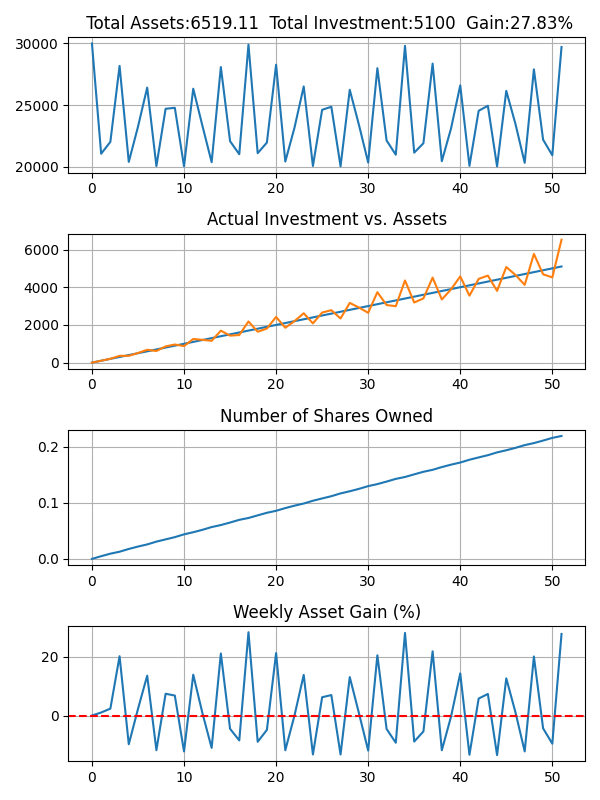 Total Assets:6519.11  Total Investment:5100  Gain:27.83%
30000
25000
20000
0 10 20 30 40 50
Actual Investment vs. Assets
6000
4000
2000
0
0 10 20 30 40 50
Number of Shares Owned
0.2
0.1
0.0
0 10 20 30 40 50
Weekly Asset Gain (%)
20
0
0 10 20 30 40 50